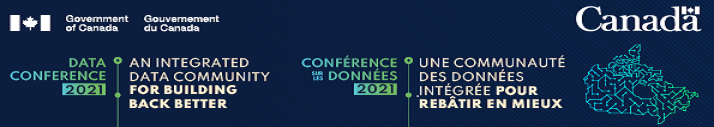 Government
of Canada
Gouvernement
du Canada
Canada
DATA
CONFERENCE
2021
AN INTEGRATED
DATA COMMUNITY
FOR BUILDING
BACK BETTER
CONFÉRENCE
SUR LES DONNÉES
2021
UNE COMMUNAUTÉ
DES DONNÉES
INTÉGRÉE POUR
REBÂTIR EN MIEUX